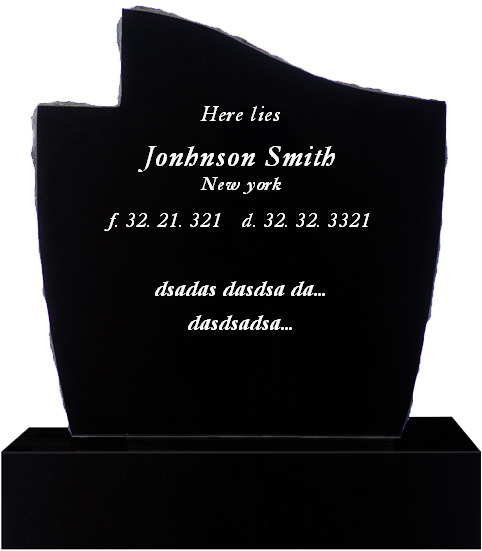 Here lies
Jonhnson Smith
New york
f. 32. 21. 321 d. 32. 32. 3321
dsadas dasdsa da...
dasdsadsa...